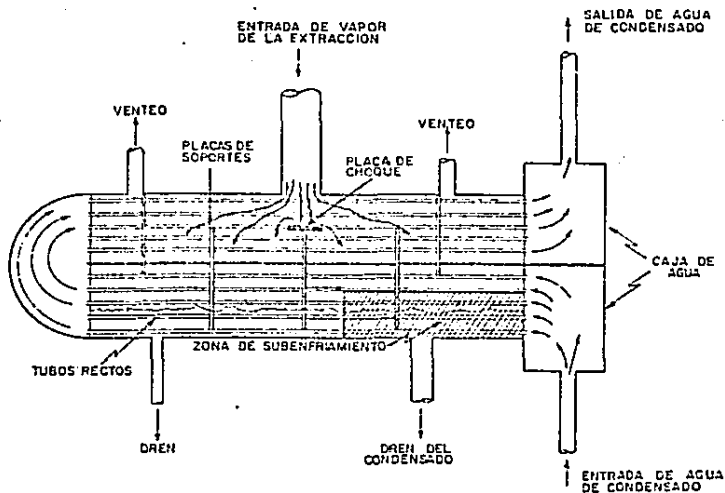 SALIDA DE AGUA
DE CONDENSADO
ENTRADA DE VAPOR
DE LA EXTRACCION
VENTEO
PLACAS DE
SOPORTES
PLACA DE
CHOQUE
VENTEO
CAJA DE
AGUA
ZONA DE SUBENFRIAMIENTO
TUBOS RECTOS
DREN
DREN DEL
CONDENSADO
ENTRADA DE AGUA
DE CONDENSADO